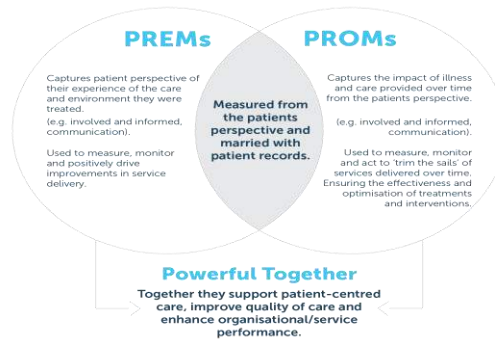 PREMs
Captures patient perspective of
their experience of the care
and environment they were
treated.
(e.g. involved and informed,
communication).
Used to measure, monitor
and positively drive
improvements in service
delivery.
Measured from
the patients
perspective and
married with
patient records.
PROMs
Captures the impact of illness
and care provided over time
from the patients perspective.
(e.g. involved and informed,
communication).
Used to measure, monitor
and act to 'trim the sails' of
services delivered over time.
Ensuring the effectiveness and
optimisation of treatments
and interventions.
Powerful Together
Together they support patient-centred
care, improve quality of care and
enhance organisational/service
performance.